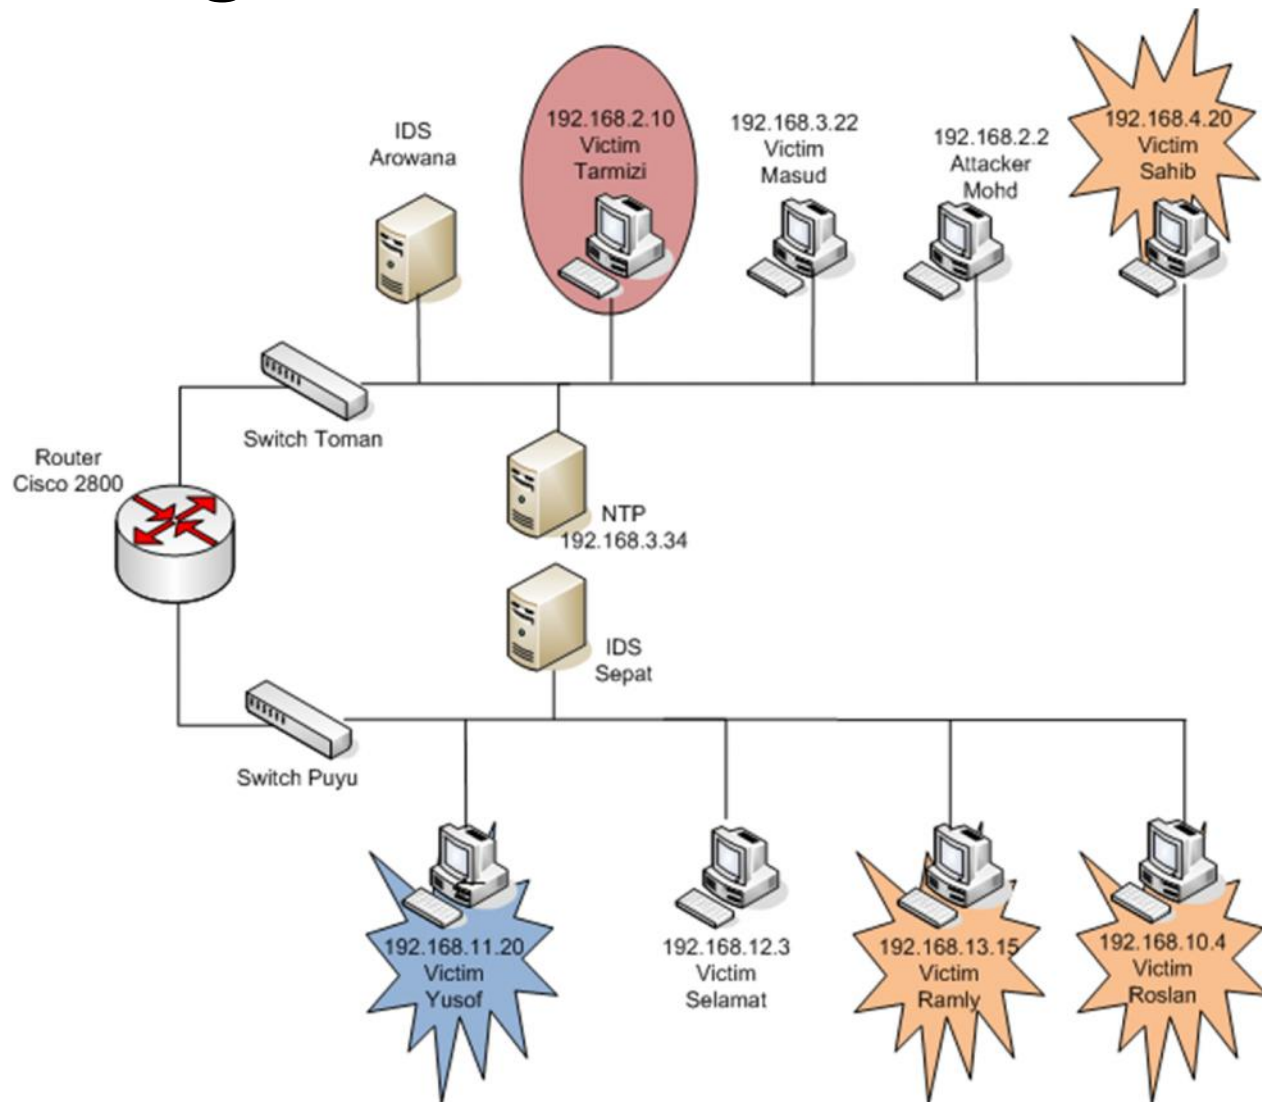 IDS
Arowana
192.168.2.10
Victim
Tarmizi
192.168.3.22
Victim
Masud
192.168.2.2
Attacker
Mohd
192.168.4.20
Victim
Sahib
Switch Toman
Router
Cisco 2800
NTP
192.168.3.34
IDS
Sepat
Switch Puyu
192.168.11.20
Victim
Yusof
192.168.12.3
Victim
Selamat
192.168.13.15
Victim
Ramly
192.168.10.4
Victim
Roslan